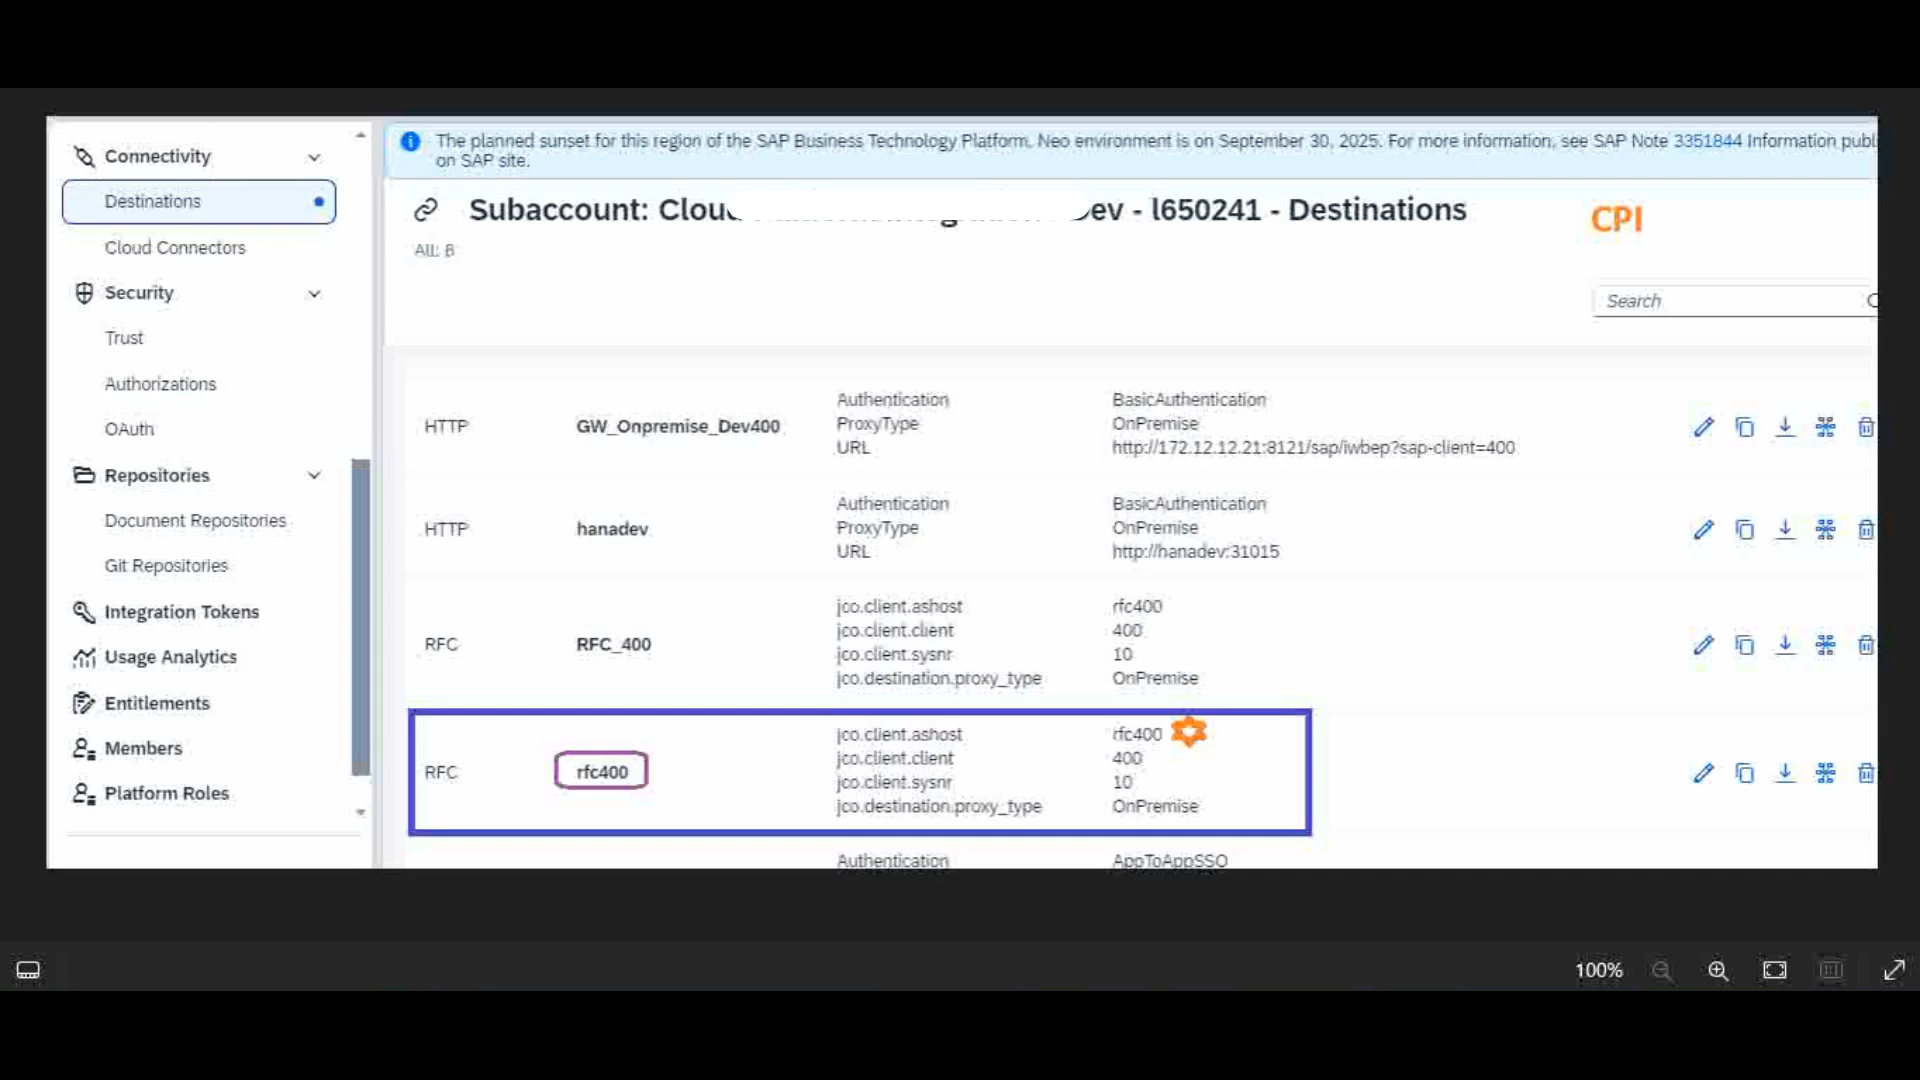 Connectivity
Destinations
Cloud Connectors
Security
Trust
Authorizations
OAuth
Repositories
Document Repositories
Git Repositories
Integration Tokens
Usage Analytics
Entitlements
Members
Platform Roles
The planned sunset for this region of the SAP Business Technology Platform, Neo environment is on September 30, 2025. For more information, see SAP Note 3351844 Information publ
on SAP site.
Subaccount: Clou ev - l650241 - Destinations
CPI
All: 8
Search
HTTP GW_Onpremise_Dev400
Authentication BasicAuthentication
ProxyType OnPremise
URL http://172.12.12.21:8121/sap/iwbep?sap-client=400
HTTP hanadev
Authentication BasicAuthentication
ProxyType OnPremise
URL http://hanadev:31015
RFC RFC_400
jco.client.ashost rfc400
jco.client.client 400
jco.client.sysnr 10
jco.destination.proxy_type OnPremise
RFC rfc400
jco.client.ashost rfc400
jco.client.client 400
jco.client.sysnr 10
jco.destination.proxy_type OnPremise
Authentication AppToAppSSO
100%